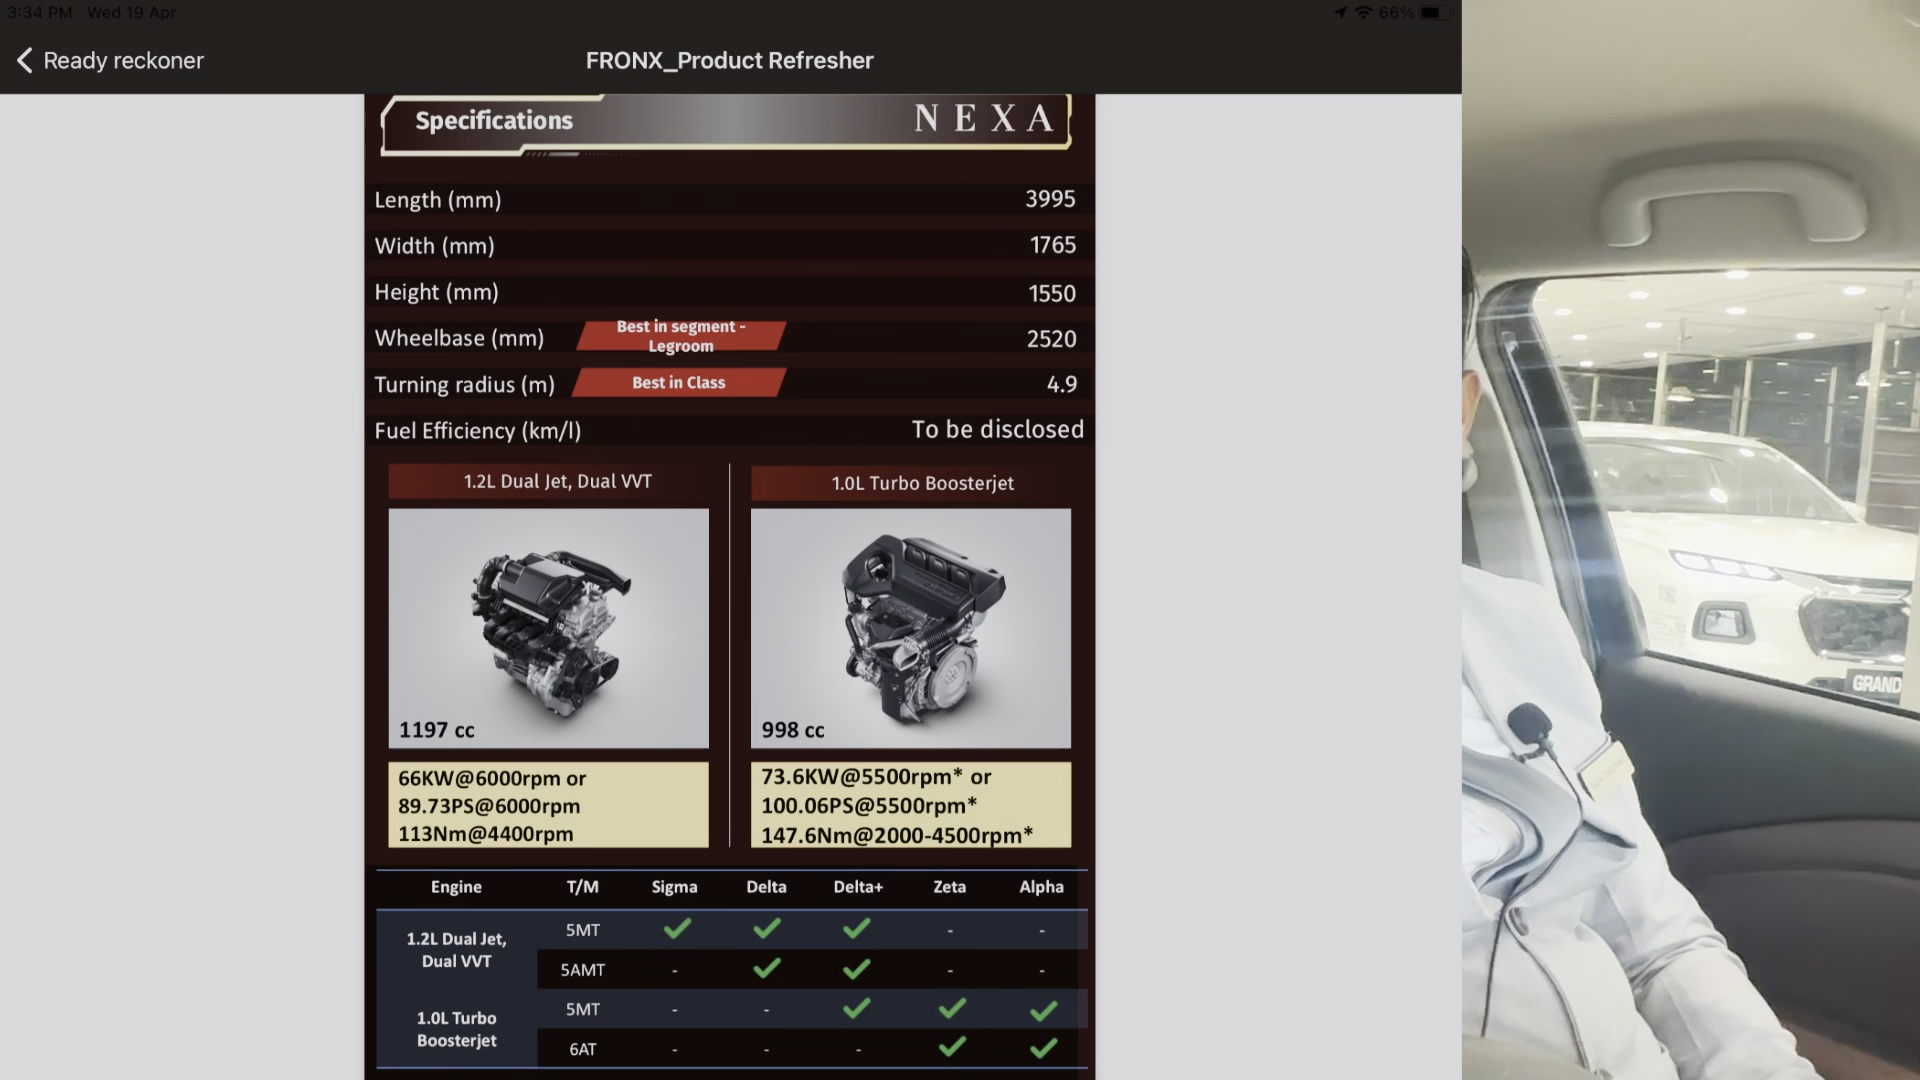 3:34 PM Wed 19 Apr
66%
Ready reckoner
FRONX_Product Refresher
Specifications
NEXA
Length (mm) 3995
Width (mm) 1765
Height (mm) 1550
Wheelbase (mm) Best in segment - Legroom 2520
Turning radius (m) Best in Class 4.9
Fuel Efficiency (km/l) To be disclosed
1.2L Dual Jet, Dual VVT
1197 cc
66KW@6000rpm or
89.73PS@6000rpm
113Nm@4400rpm
1.0L Turbo Boosterjet
998 cc
73.6KW@5500rpm* or
100.06PS@5500rpm*
147.6Nm@2000-4500rpm*
Engine T/M Sigma Delta Delta+ Zeta Alpha
1.2L Dual Jet,
Dual VVT
5MT ✓ ✓ ✓ - -
5AMT - ✓ ✓ - -
1.0L Turbo
Boosterjet
5MT - - ✓ ✓ ✓
6AT - - - ✓ ✓
GRAND